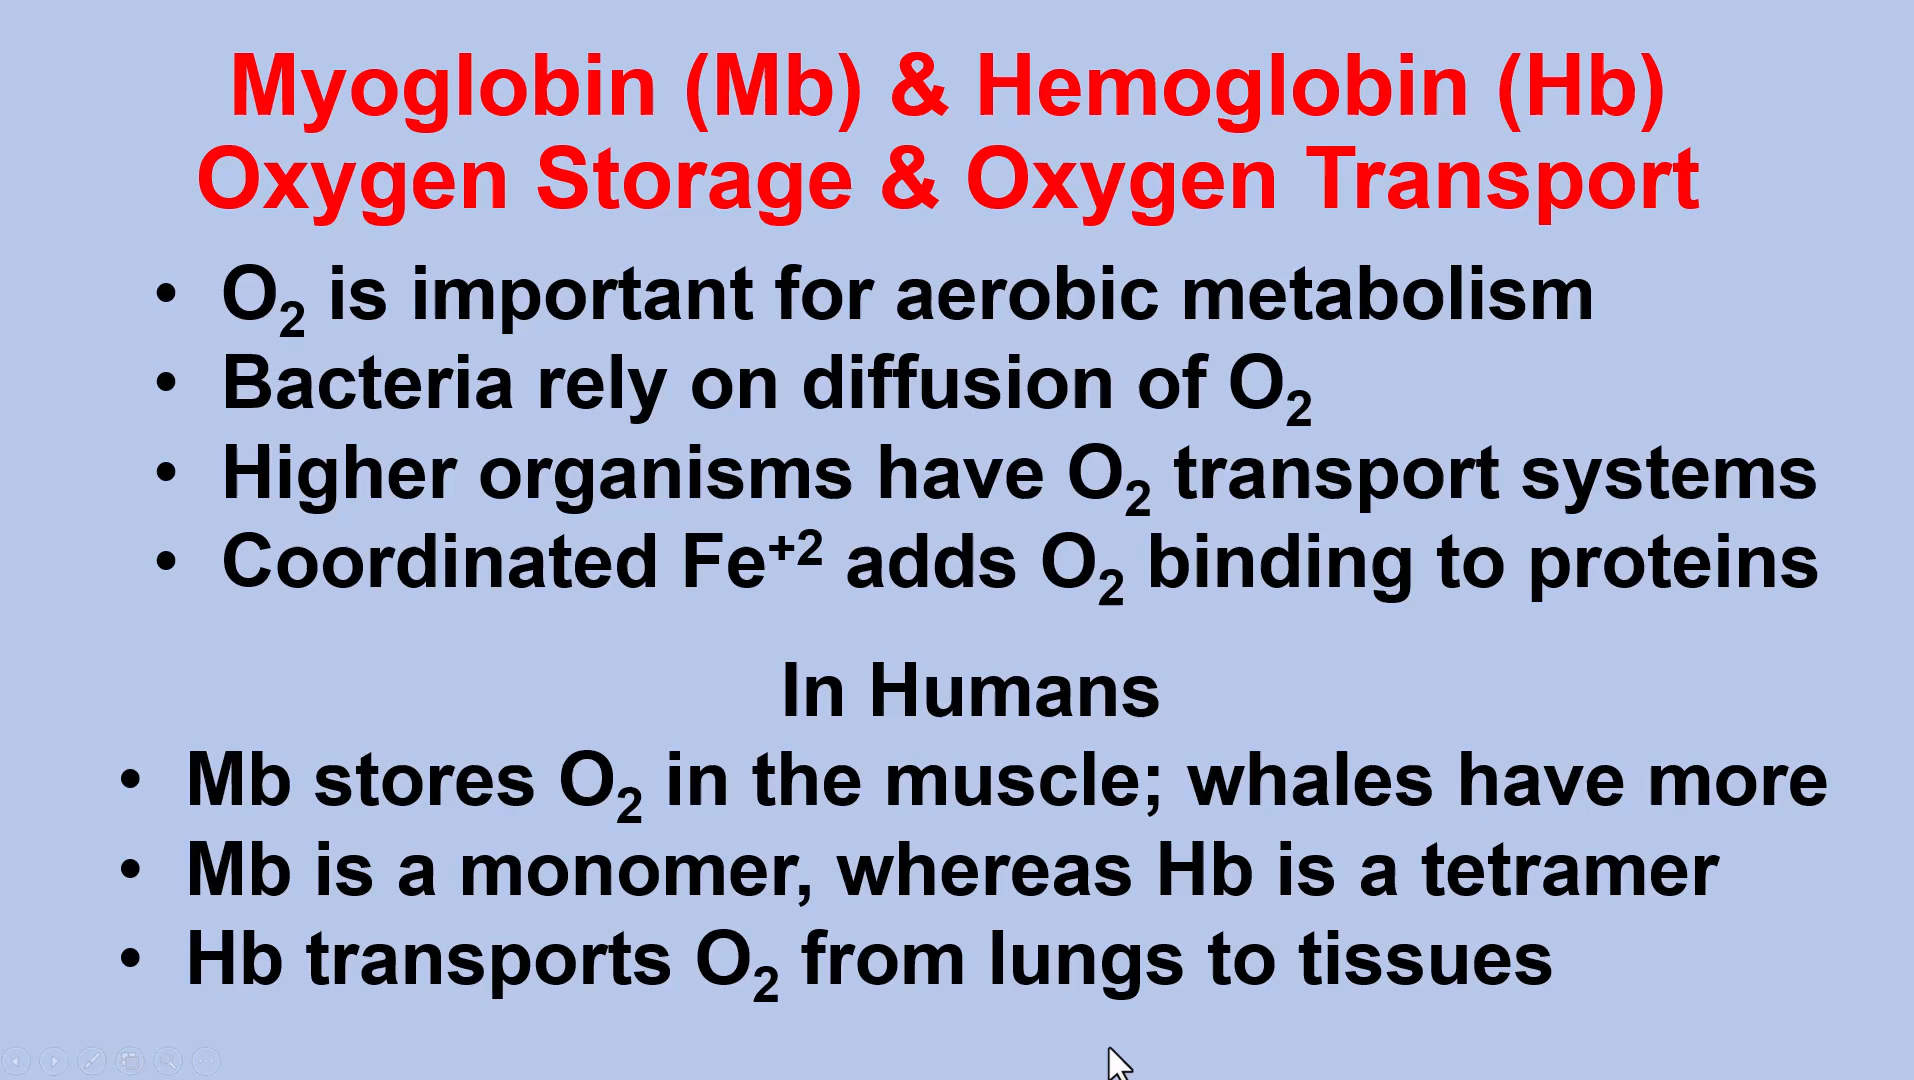 Myoglobin (Mb) & Hemoglobin (Hb)
Oxygen Storage & Oxygen Transport
• O₂ is important for aerobic metabolism
• Bacteria rely on diffusion of O₂
• Higher organisms have O₂ transport systems
• Coordinated Fe⁺² adds O₂ binding to proteins
In Humans
• Mb stores O₂ in the muscle; whales have more
• Mb is a monomer, whereas Hb is a tetramer
• Hb transports O₂ from lungs to tissues